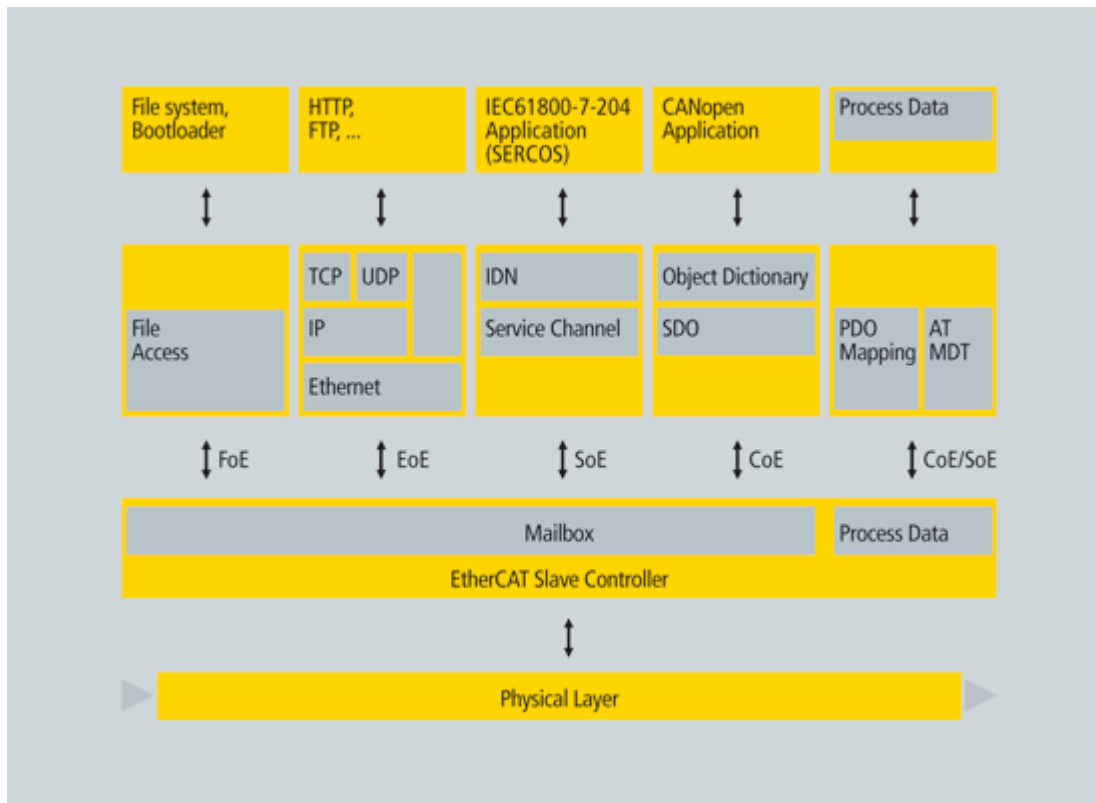 File system,
Bootloader
HTTP,
FTP, ...
IEC61800-7-204
Application
(SERCOS)
CANopen
Application
Process Data
File
Access
TCP
UDP
IP
Ethernet
IDN
Service Channel
Object Dictionary
SDO
PDO
Mapping
AT
MDT
FoE
EoE
SoE
CoE
CoE/SoE
Mailbox
Process Data
EtherCAT Slave Controller
Physical Layer